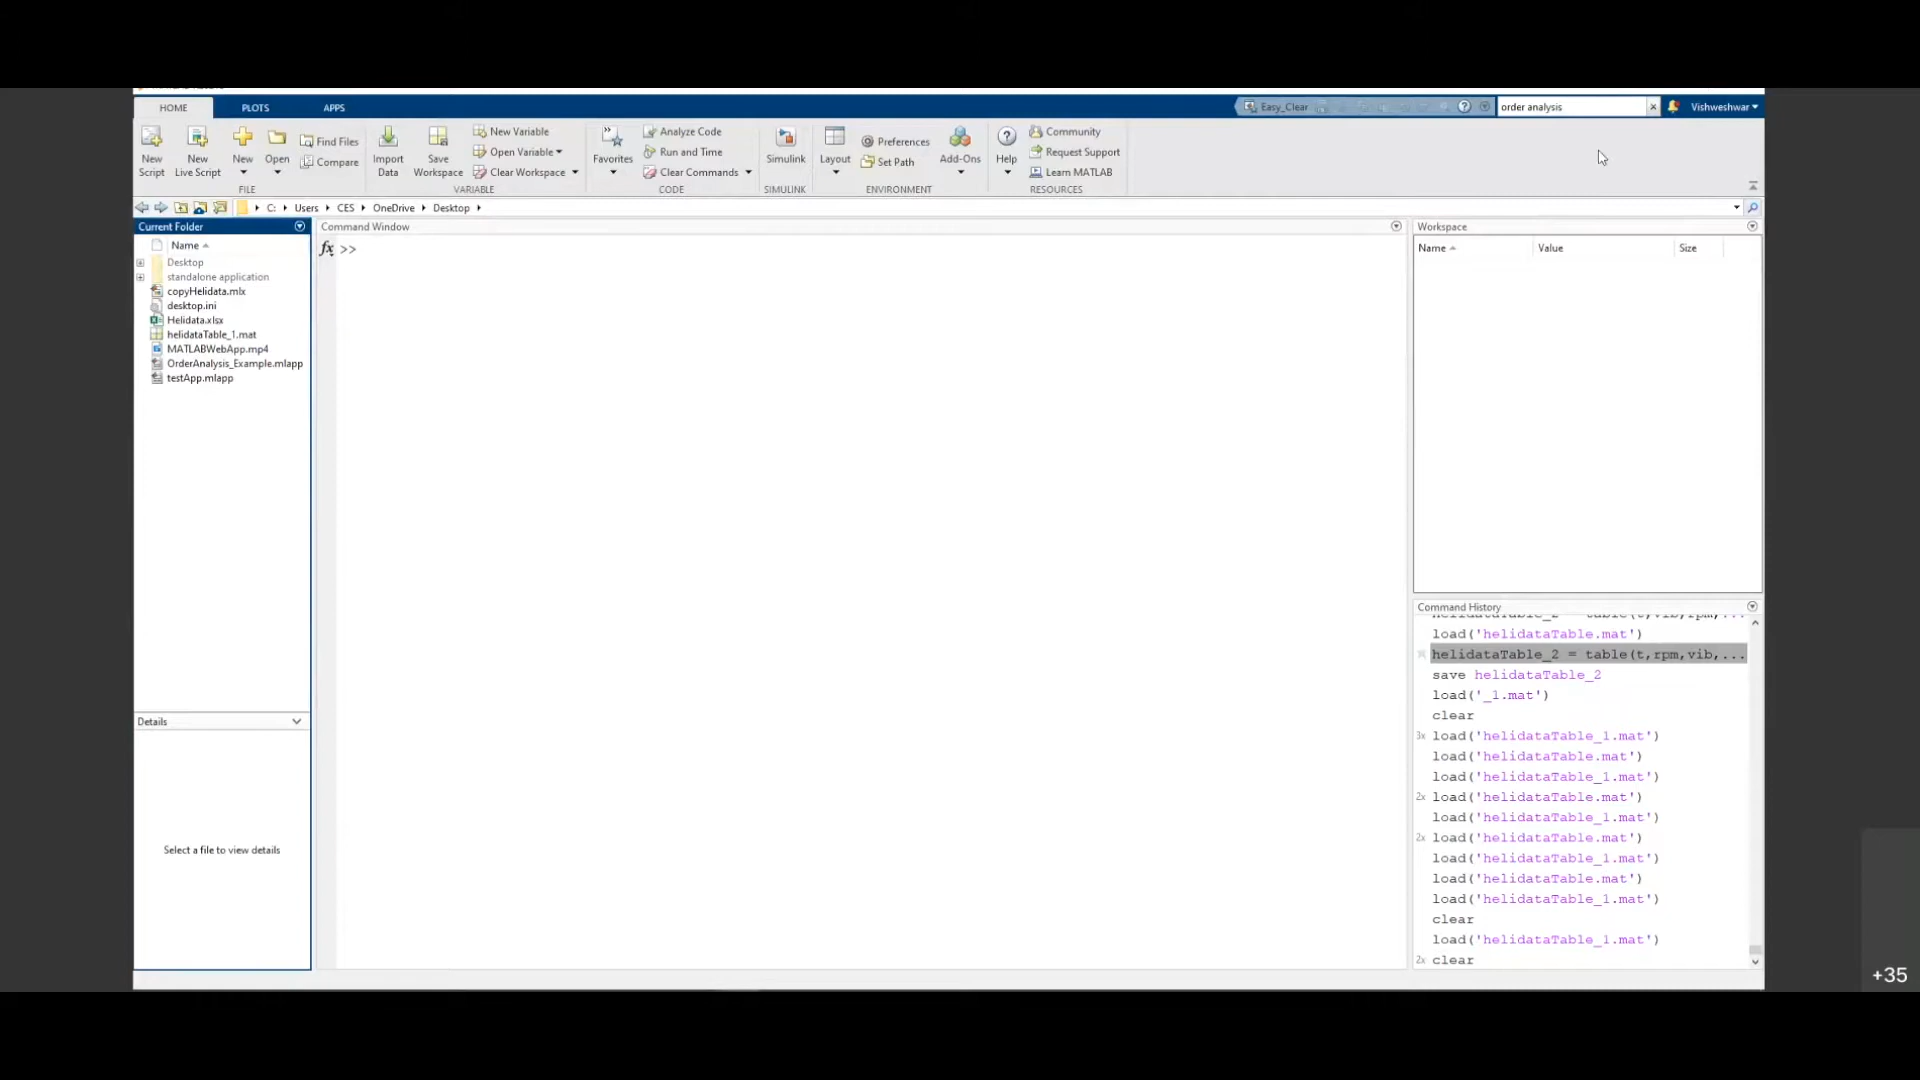 HOME PLOTS APPS Easy_Clear order analysis Vishweshwar
New Script
New Live Script
New
Open
Find Files
Compare
FILE
Import Data
Save Workspace
New Variable
Open Variable
Clear Workspace
VARIABLE
Favorites
Analyze Code
Run and Time
Clear Commands
CODE
Simulink
SIMULINK
Layout
Preferences
Set Path
Add-Ons
ENVIRONMENT
Help
Community
Request Support
Learn MATLAB
RESOURCES
C: Users CES OneDrive Desktop
Current Folder
Name
Desktop
standalone application
copyHelidata.mlx
desktop.ini
Helidata.xlsx
helidataTable_1.mat
MATLABWebApp.mp4
OrderAnalysis_Example.mlapp
testApp.mlapp
Details
Select a file to view details
Command Window
fx >>
Workspace
Name Value Size
Command History
helidataTable_2 = table(t,vib,rpm,...
load('helidataTable.mat')
helidataTable_2 = table(t,rpm,vib,...
save helidataTable_2
load('_1.mat')
clear
3x load('helidataTable_1.mat')
load('helidataTable.mat')
load('helidataTable_1.mat')
2x load('helidataTable.mat')
load('helidataTable_1.mat')
2x load('helidataTable.mat')
load('helidataTable_1.mat')
load('helidataTable.mat')
load('helidataTable_1.mat')
clear
load('helidataTable_1.mat')
2x clear
+35